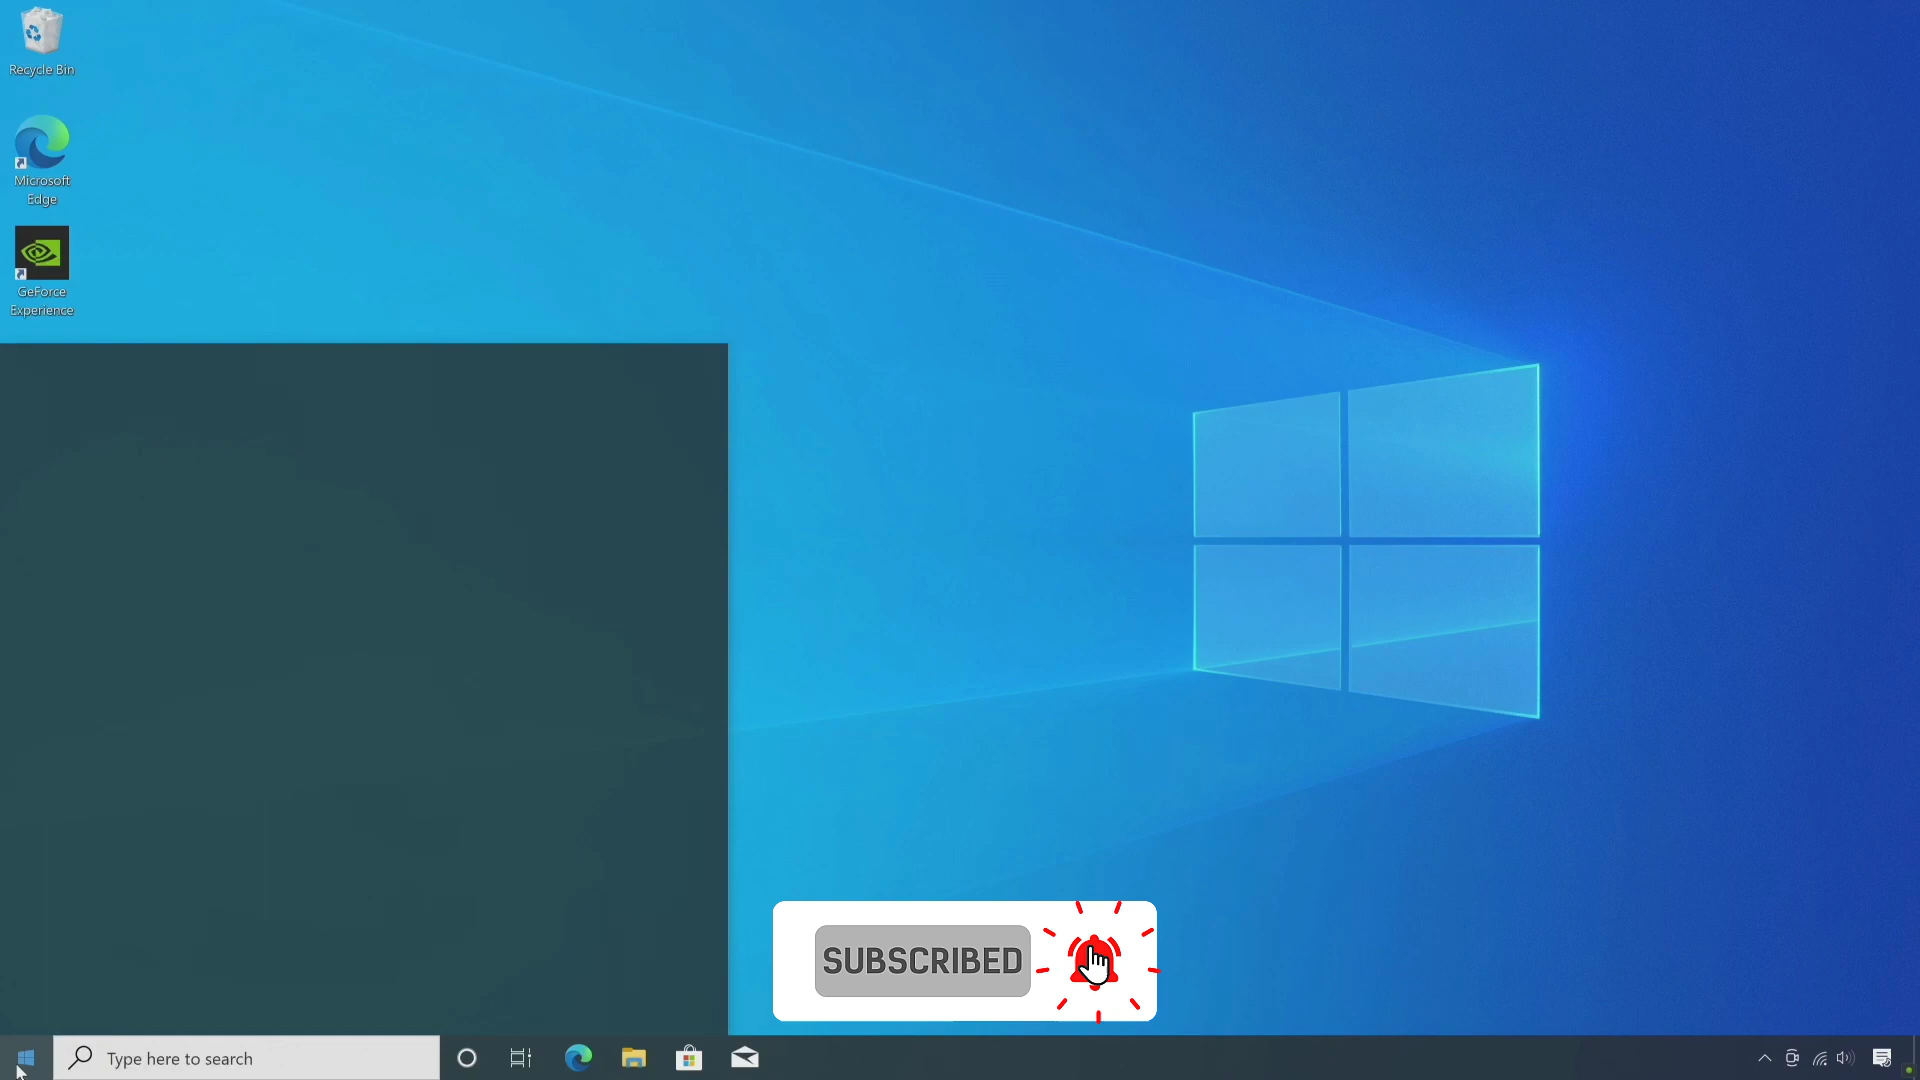 Recycle Bin
Microsoft
Edge
GeForce
Experience
SUBSCRIBED
Type here to search